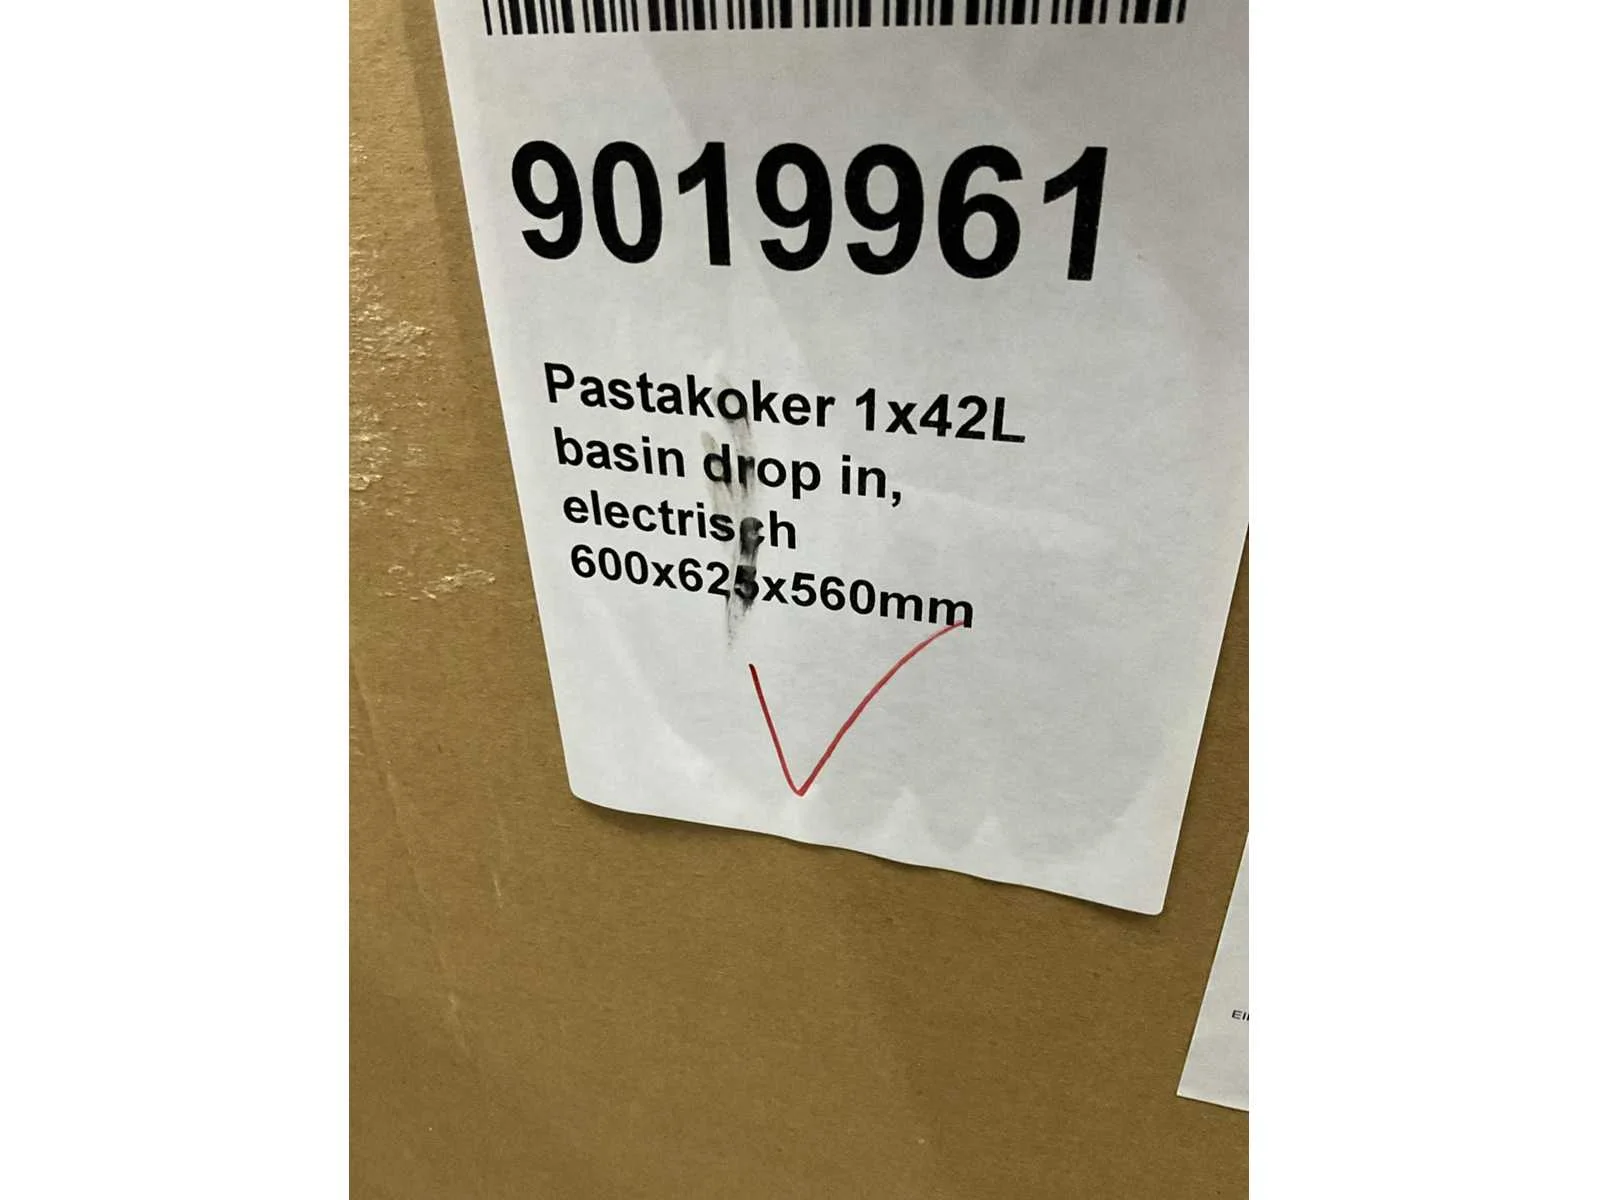 9019961
Pastakoker 1x42L
basin drop in,
electrisch
600x625x560mm